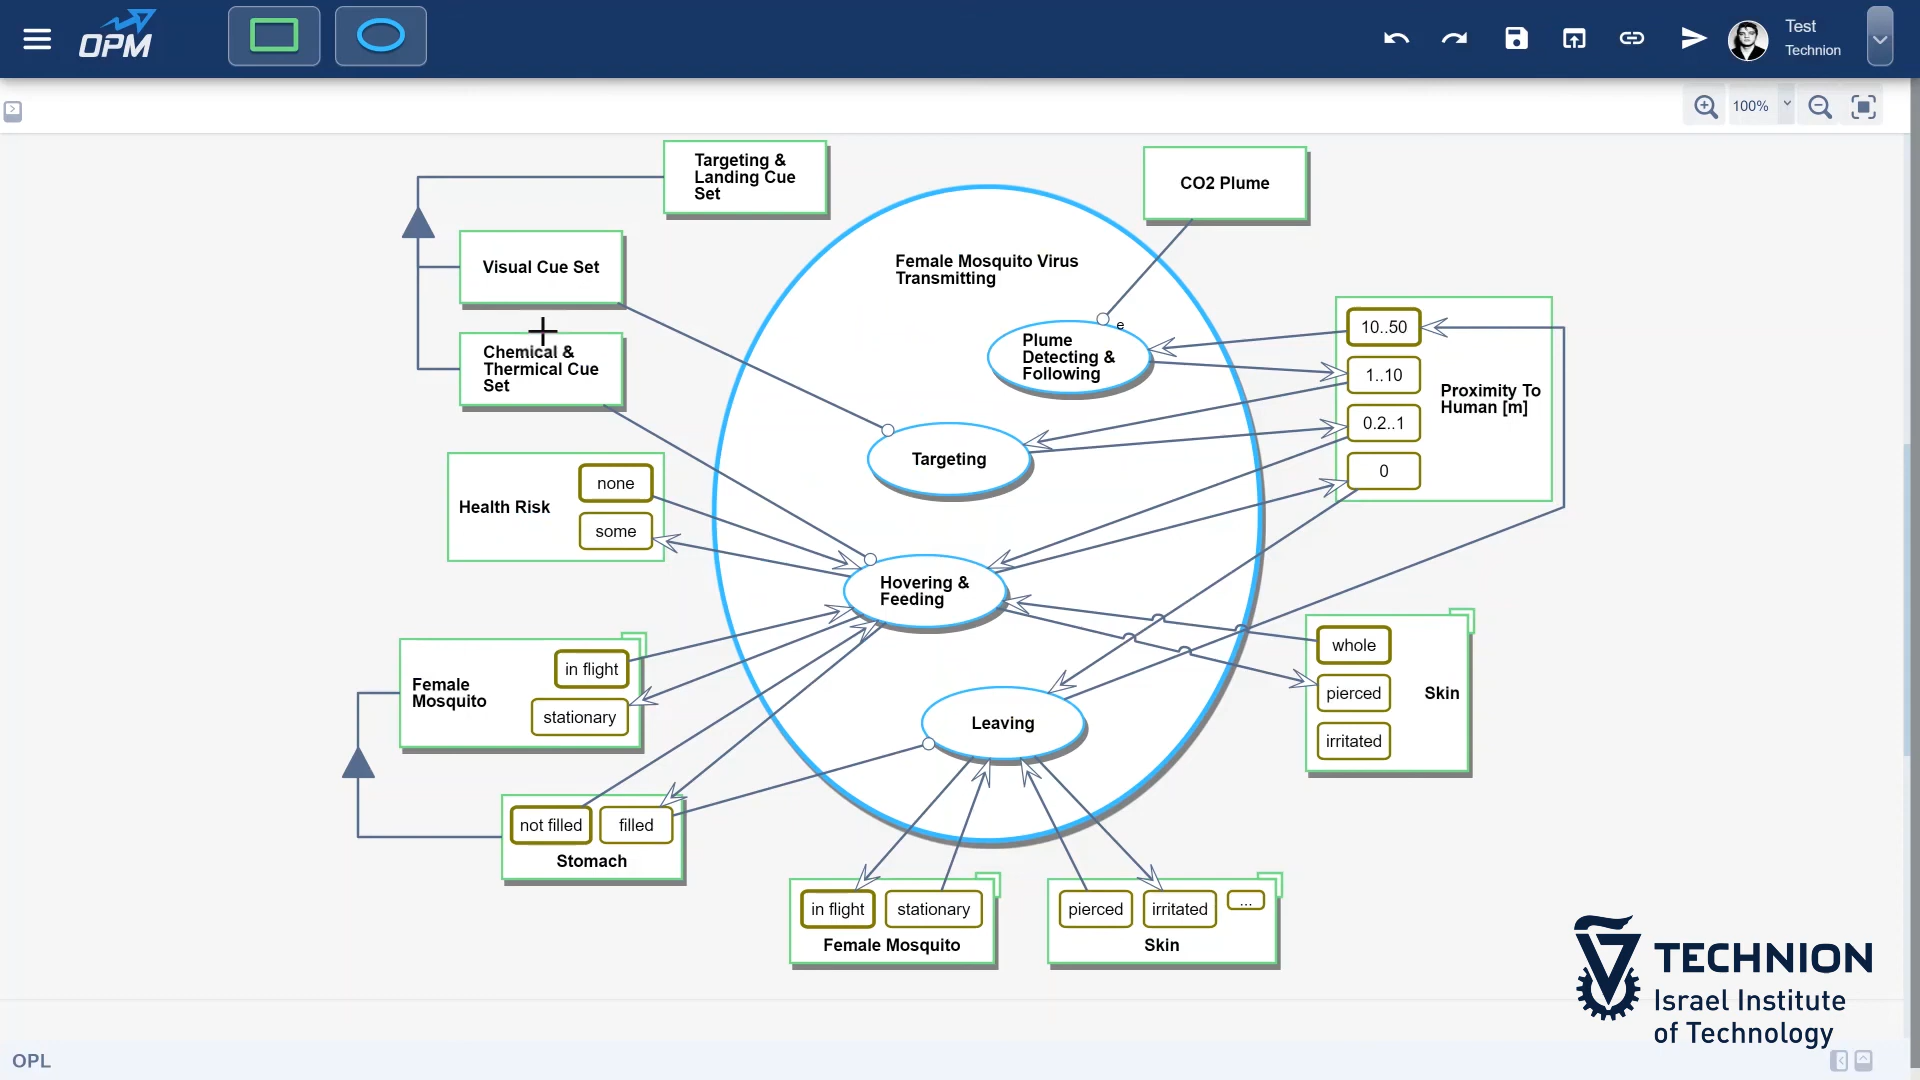 OPM
Test
Technion
100%
Targeting &
Landing Cue
Set
CO2 Plume
Visual Cue Set
Female Mosquito Virus
Transmitting
e
10..50
Plume
Detecting &
Following
Chemical &
Thermical Cue
Set
1..10
Proximity To
Human [m]
0.2..1
Targeting
0
none
Health Risk
some
Hovering &
Feeding
whole
in flight
Female
Mosquito
pierced
Skin
stationary
Leaving
irritated
not filled
filled
Stomach
in flight
stationary
Female Mosquito
pierced
irritated
...
Skin
TECHNION
Israel Institute
of Technology
OPL